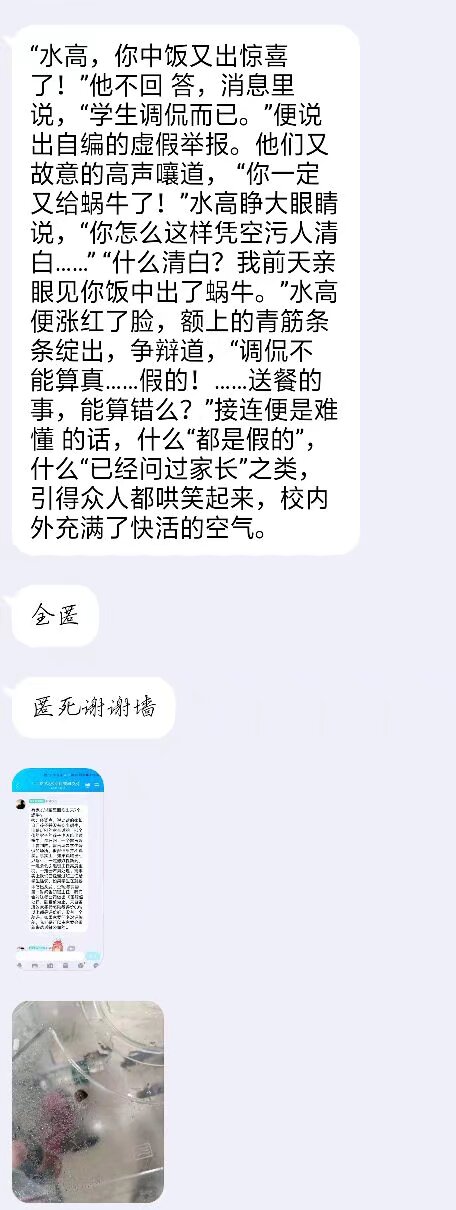 “水高，你中饭又出惊喜
了！”他不回 答，消息里
说，“学生调侃而已。”便说
出自编的虚假举报。他们又
故意的高声嚷道， “你一定
又给蜗牛了！”水高睁大眼睛
说，“你怎么这样凭空污人清
白……” “什么清白？我前天亲
眼见你饭中出了蜗牛。”水高
便涨红了脸，额上的青筋条
条绽出，争辩道，“调侃不
能算真……假的！……送餐的
事，能算错么？”接连便是难
懂 的话，什么“都是假的”，
什么“已经问过家长”之类，
引得众人都哄笑起来，校内
外充满了快活的空气。
全匿
匿死谢谢墙